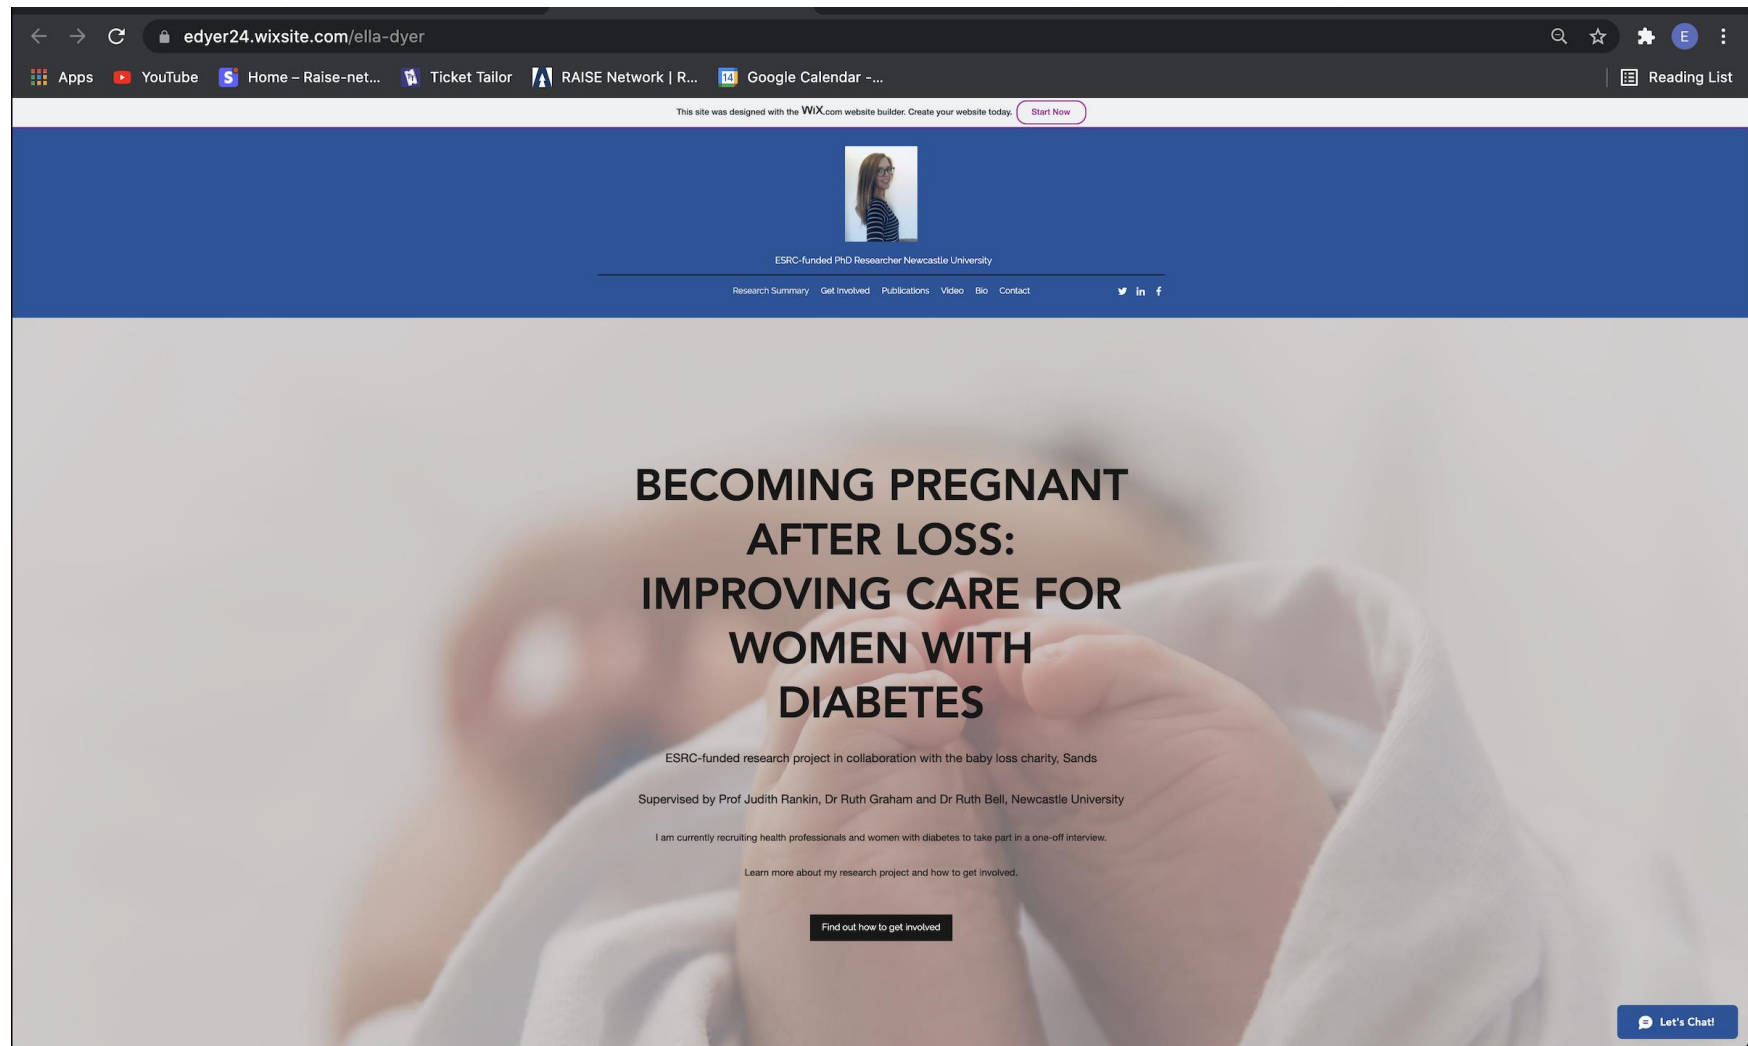 edyer24.wixsite.com/ella-dyer
E
Apps
YouTube
S Home – Raise-net...
Ticket Tailor
RAISE Network | R...
14 Google Calendar -...
Reading List
This site was designed with the WiX.com website builder. Create your website today. Start Now
ESRC-funded PhD Researcher Newcastle University
Research Summary Get Involved Publications Video Bio Contact
in f
BECOMING PREGNANT
AFTER LOSS:
IMPROVING CARE FOR
WOMEN WITH
DIABETES
ESRC-funded research project in collaboration with the baby loss charity, Sands
Supervised by Prof Judith Rankin, Dr Ruth Graham and Dr Ruth Bell, Newcastle University
I am currently recruiting health professionals and women with diabetes to take part in a one-off interview.
Learn more about my research project and how to get involved.
Find out how to get involved
Let's Chat!